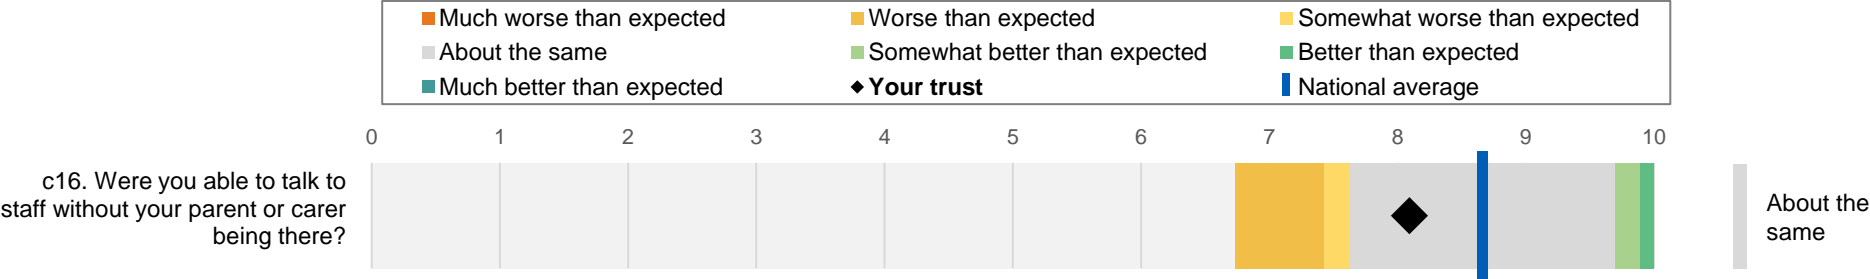 Much worse than expected
Worse than expected
Somewhat worse than expected
About the same
Somewhat better than expected
Better than expected
Much better than expected
Your trust
National average
0 1 2 3 4 5 6 7 8 9 10
c16. Were you able to talk to
staff without your parent or carer
being there?
About the
same